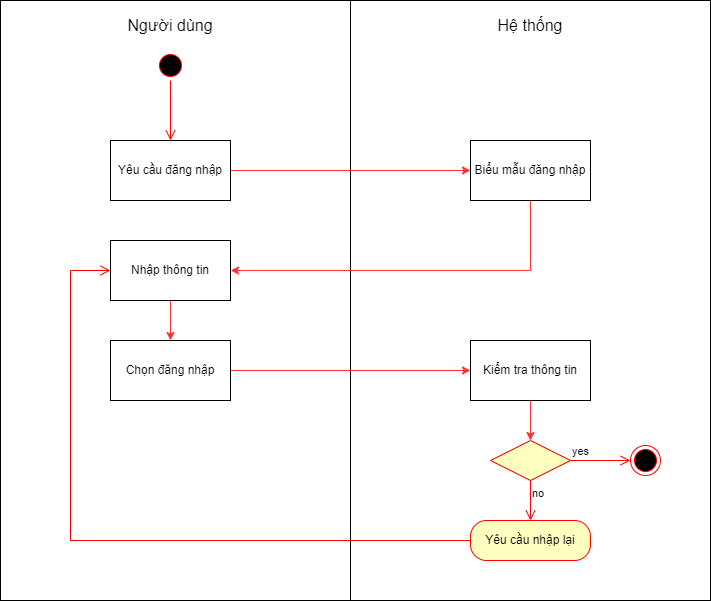 Người dùng
Hệ thống
Yêu cầu đăng nhập
Biểu mẫu đăng nhập
Nhập thông tin
Chọn đăng nhập
Kiểm tra thông tin
yes
no
Yêu cầu nhập lại